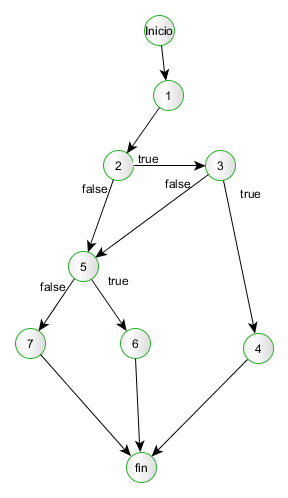 Inicio
1
2
true
3
false
false
true
5
false
true
7
6
4
fin